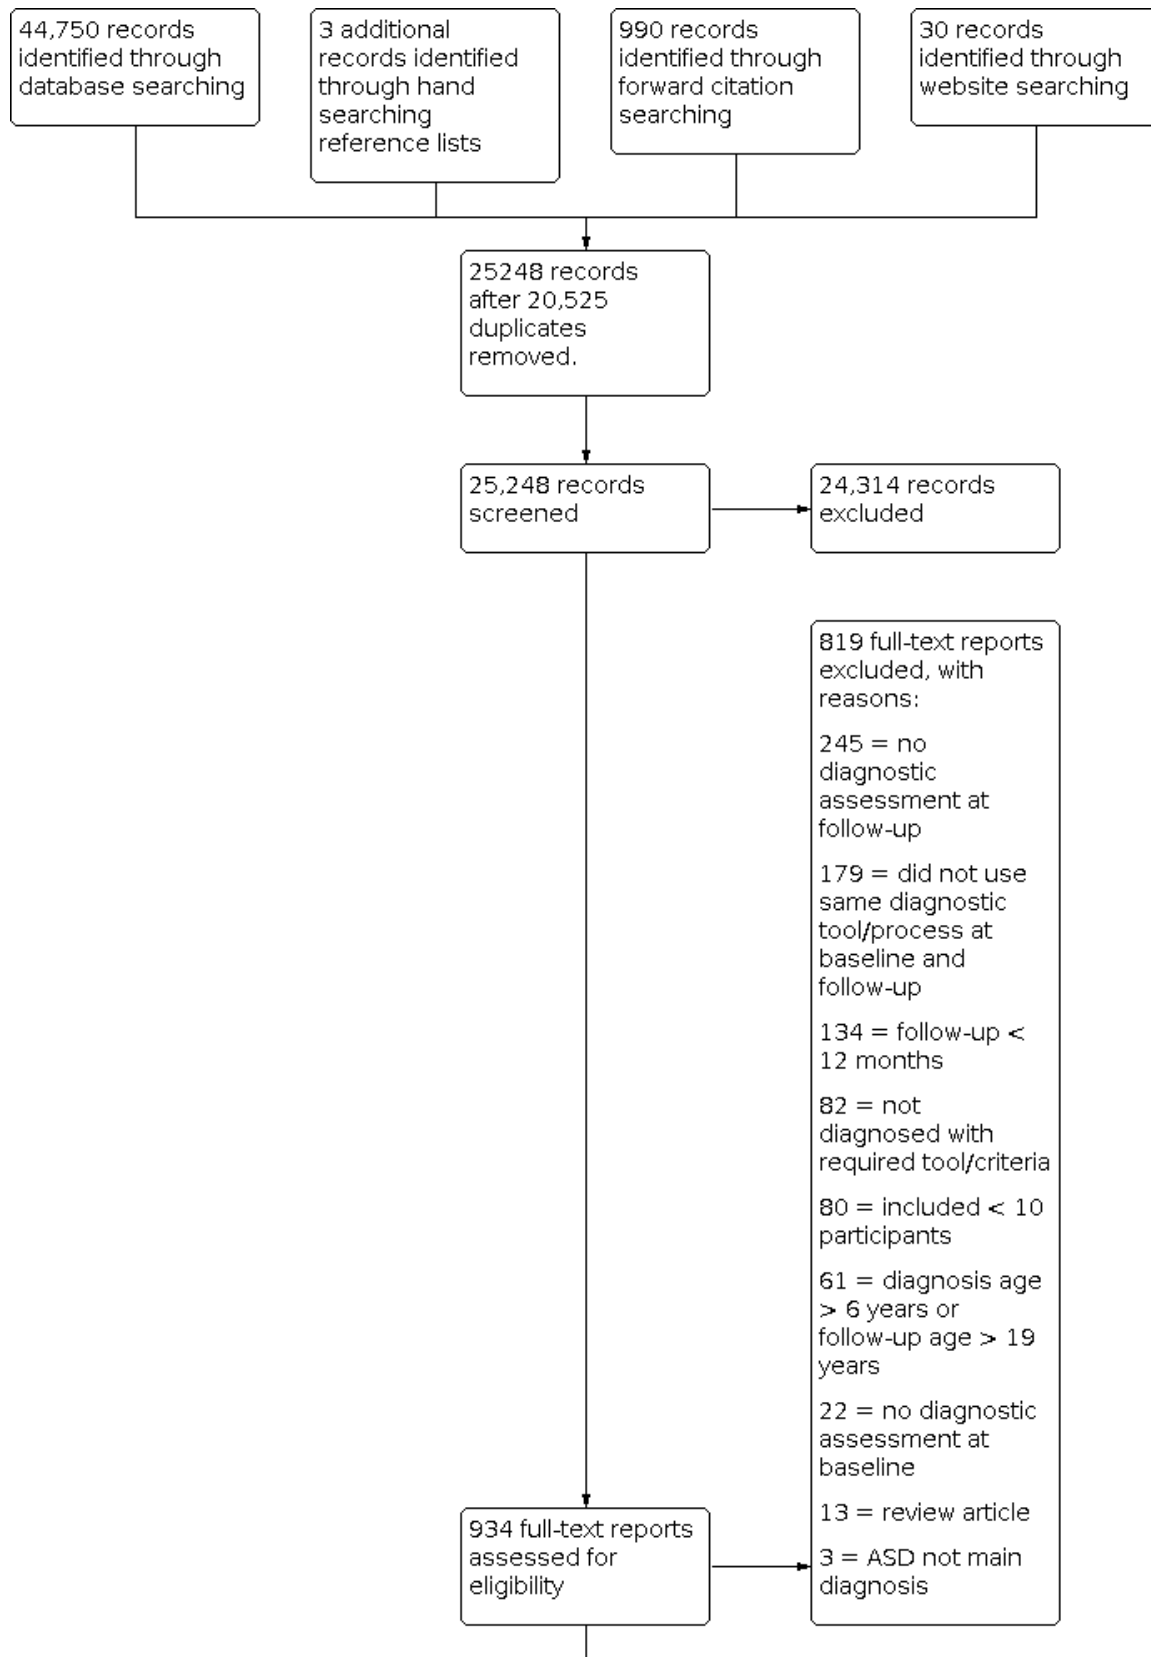 44,750 records
identified through
database searching
3 additional
records identified
through hand
searching
reference lists
990 records
identified through
forward citation
searching
30 records
identified through
website searching
25248 records
after 20,525
duplicates
removed.
25,248 records
screened
24,314 records
excluded
819 full-text reports
excluded, with
reasons:
245 = no
diagnostic
assessment at
follow-up
179 = did not use
same diagnostic
tool/process at
baseline and
follow-up
134 = follow-up <
12 months
82 = not
diagnosed with
required tool/criteria
80 = included < 10
participants
61 = diagnosis age
> 6 years or
follow-up age > 19
years
22 = no diagnostic
assessment at
baseline
13 = review article
3 = ASD not main
diagnosis
934 full-text reports
assessed for
eligibility